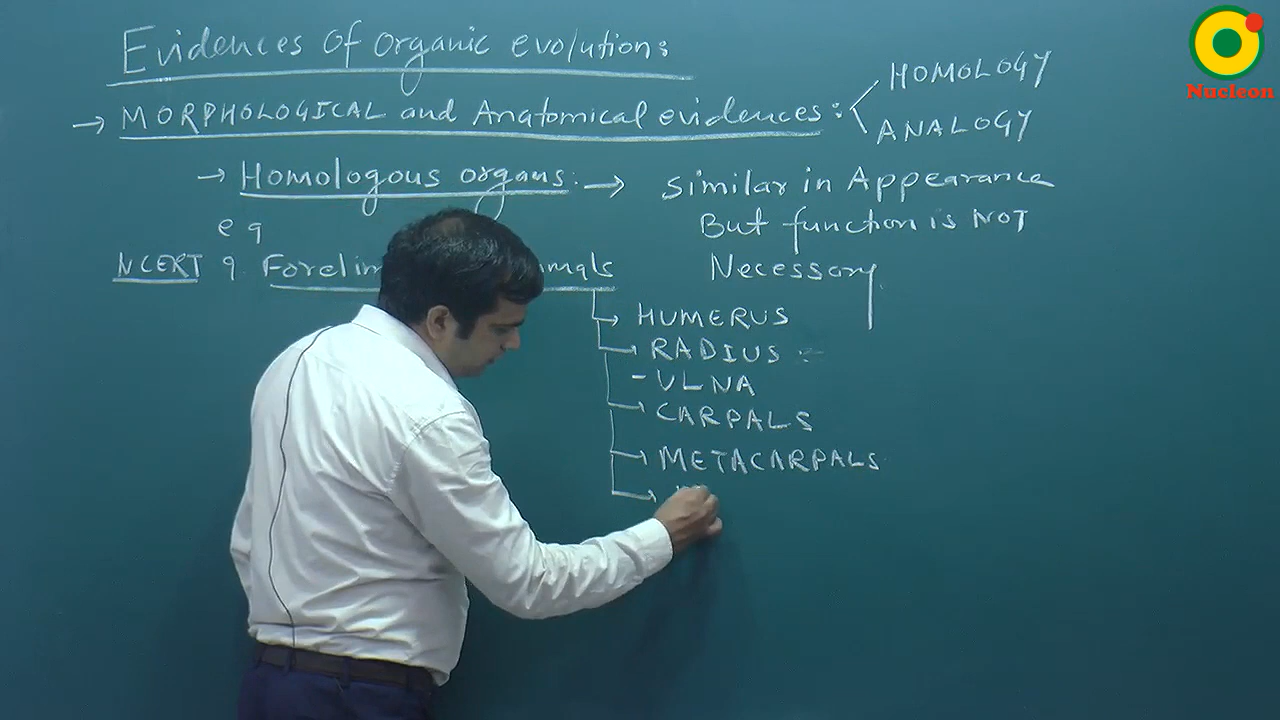 Evidences Of Organic evolution:
→ MORPHOLOGICAL and Anatomical evidences:
HOMOLOGY
ANALOGY
→ Homologous organs: → Similar in Appearance
But function is NOT
Necessary
eg
NCERT
HUMERUS
RADIUS
- ULNA
CARPALS
METACARPALS
Nucleon